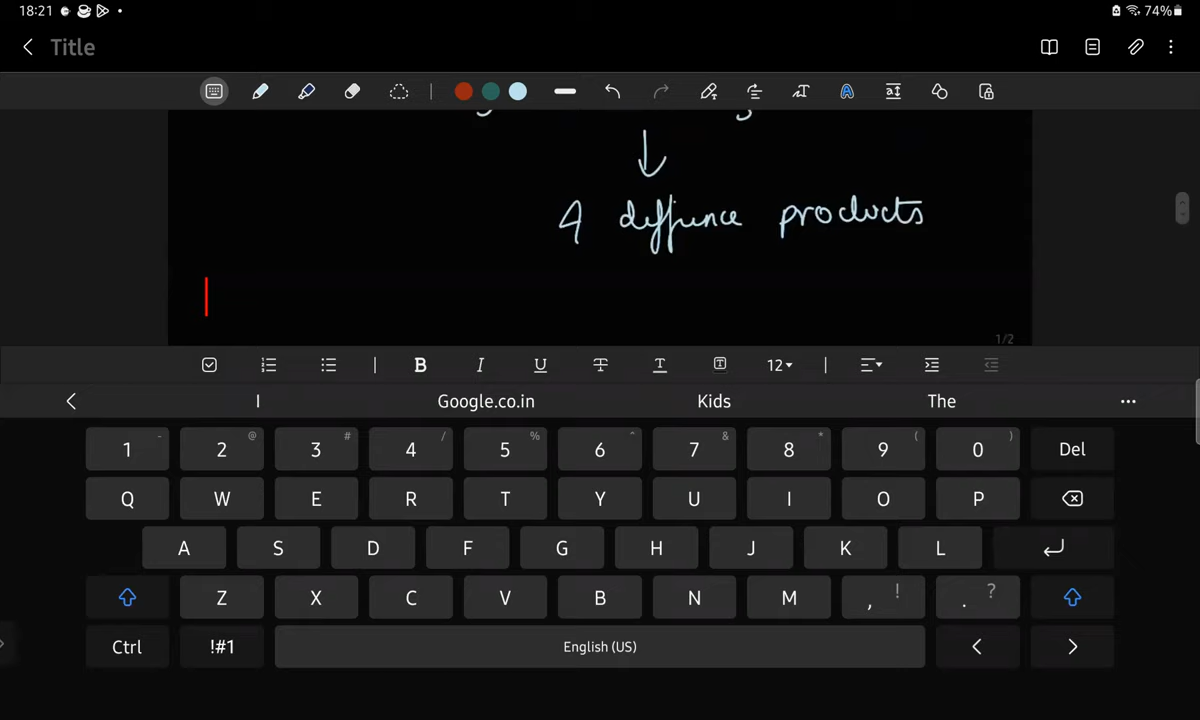 18:21 74%
Title
↓
4 diffrence products
1/2
B I U T T T 12
I Google.co.in Kids The ...
1 - 2 @ 3 # 4 / 5 % 6 ^ 7 & 8 * 9 ( 0 ) Del
Q W E R T Y U I O P
A S D F G H J K L
Z X C V B N M , ! . ?
Ctrl !#1 English (US) < >